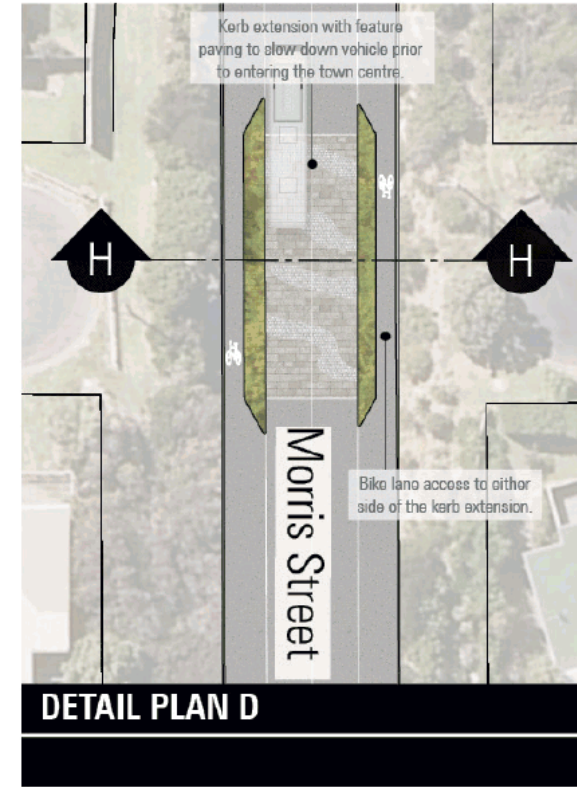 Kerb extension with feature
paving to slow down vehicle prior
to entering the town centre.
H
H
Morris Street
Bike lane access to either
side of the kerb extension.
DETAIL PLAN D